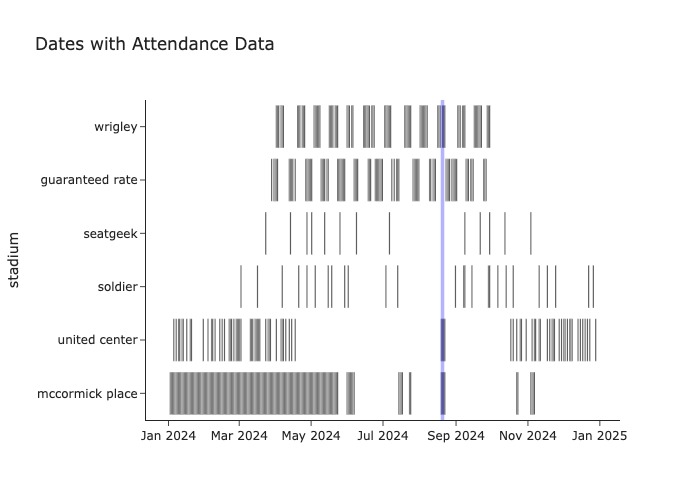 Dates with Attendance Data
stadium
wrigley
guaranteed rate
seatgeek
soldier
united center
mccormick place
Jan 2024 Mar 2024 May 2024 Jul 2024 Sep 2024 Nov 2024 Jan 2025